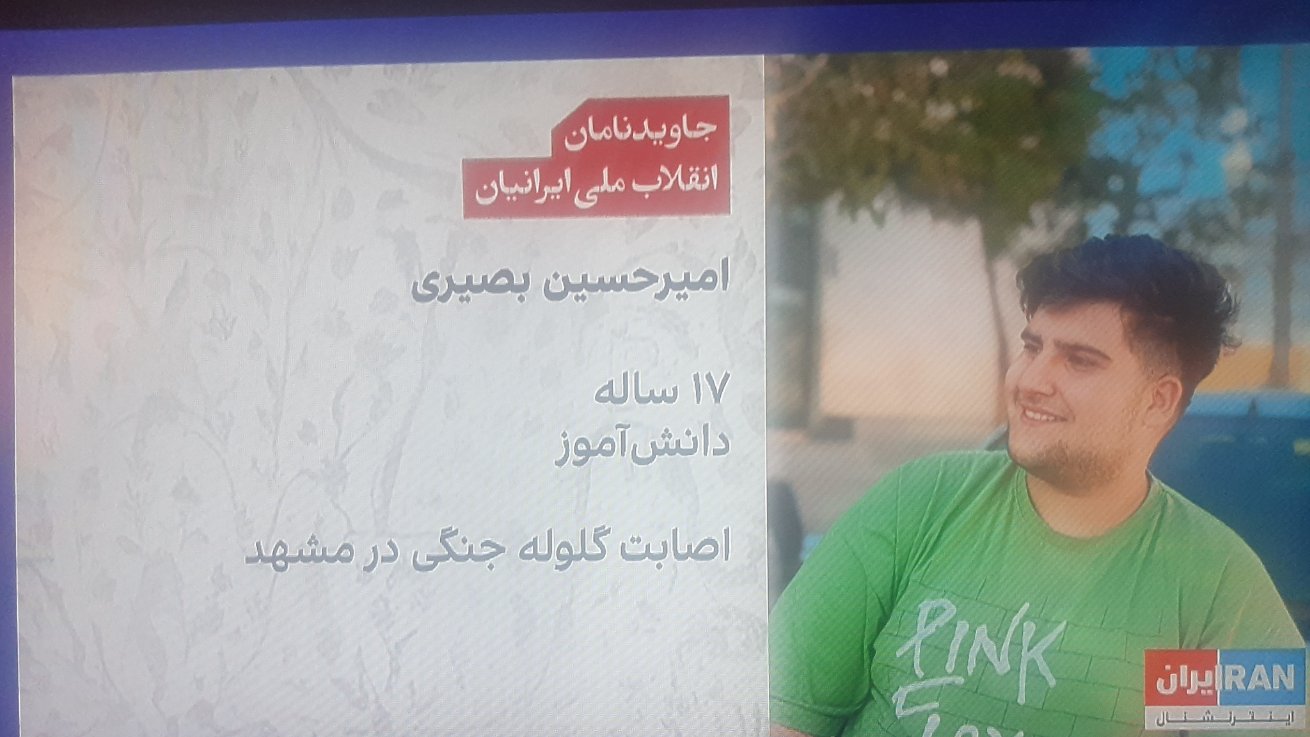 جاویدنامان
انقلاب ملی ایرانیان
امیرحسین بصیری
۱۷ ساله
دانش‌آموز
اصابت گلوله جنگی در مشهد
PINK
ایران IRAN
اینترنشنال